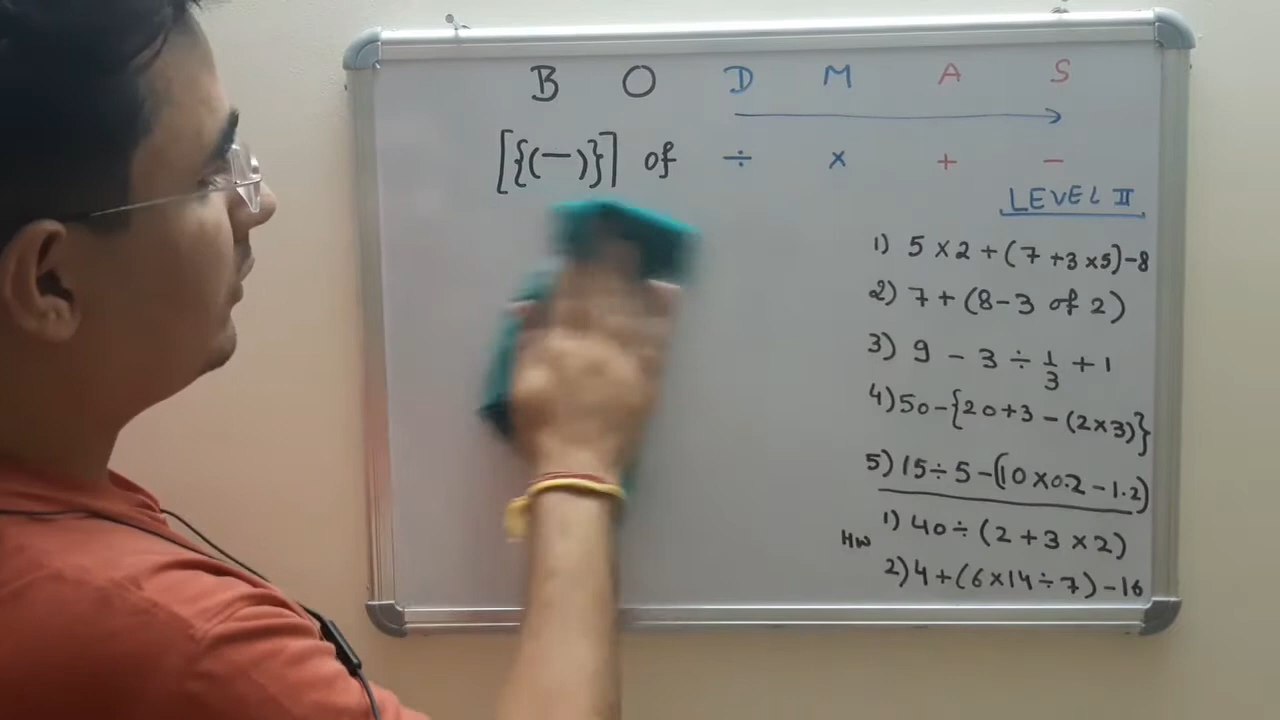 B O D M A S
[{(—)}] of ÷ × + −
LEVEL II
1) 5 × 2 + (7 + 3 × 5) - 8
2) 7 + (8 - 3 of 2)
3) 9 - 3 ÷ 1/3 + 1
4) 50 - {20 + 3 - (2 × 3)}
5) 15 ÷ 5 - (10 × 0.2 - 1.2)
HW 1) 40 ÷ (2 + 3 × 2)
2) 4 + (6 × 14 ÷ 7) - 16